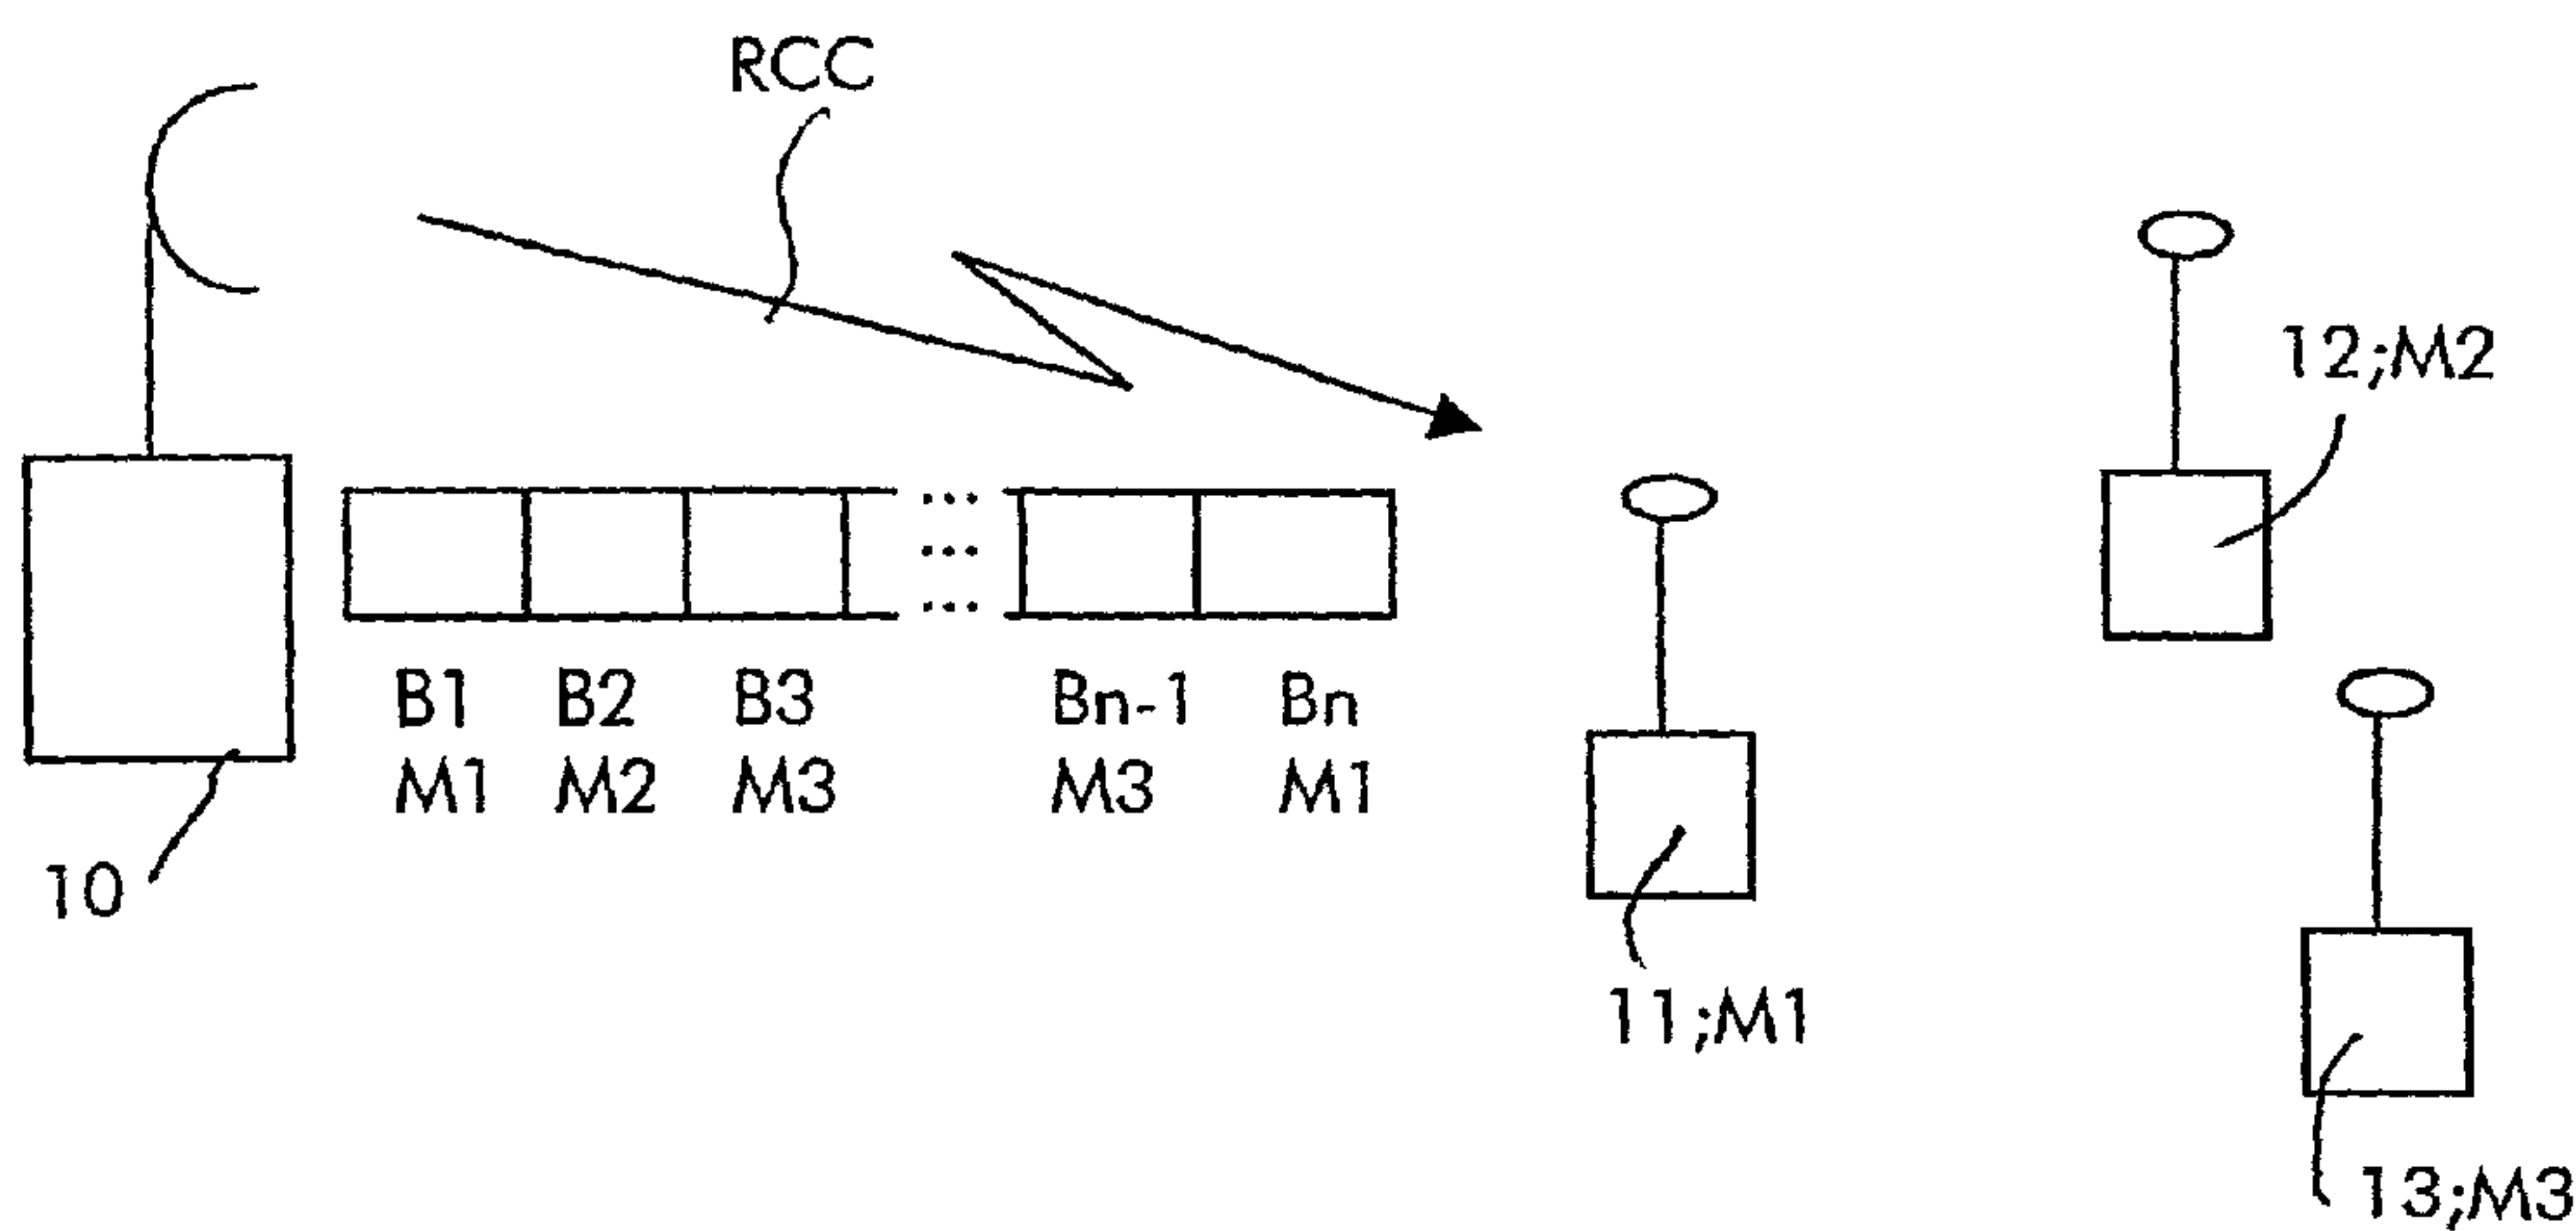 RCC
12;M2
... 
...
...
B1 B2 B3 Bn-1 Bn
M1 M2 M3 M3 M1
10
11;M1
13;M3